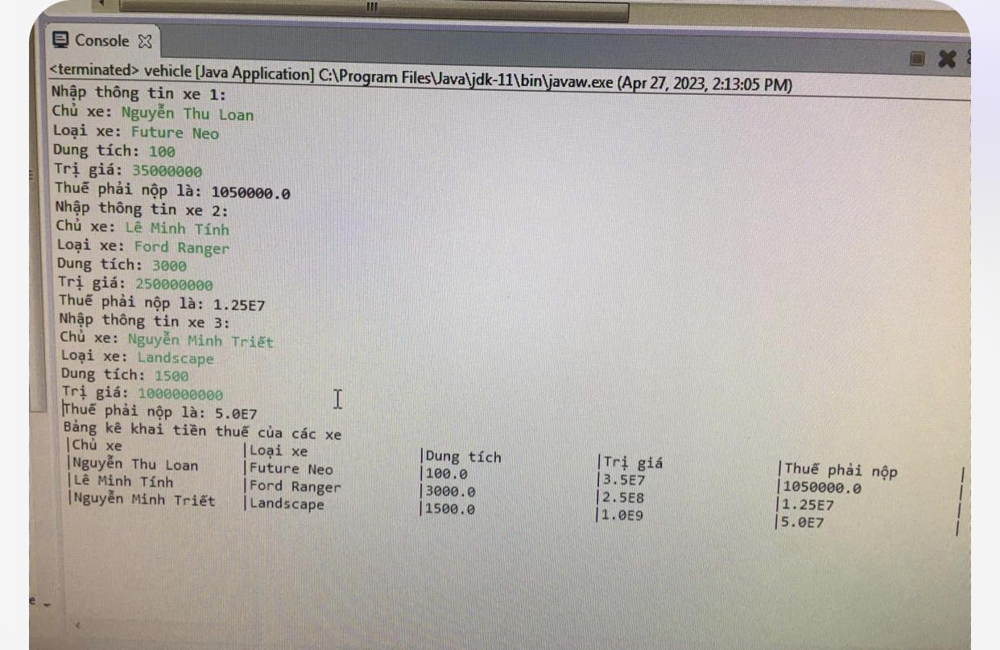 Console
<terminated> vehicle [Java Application] C:\Program Files\Java\jdk-11\bin\javaw.exe (Apr 27, 2023, 2:13:05 PM)
Nhập thông tin xe 1:
Chủ xe: Nguyễn Thu Loan
Loại xe: Future Neo
Dung tích: 100
Trị giá: 35000000
Thuế phải nộp là: 1050000.0
Nhập thông tin xe 2:
Chủ xe: Lê Minh Tính
Loại xe: Ford Ranger
Dung tích: 3000
Trị giá: 250000000
Thuế phải nộp là: 1.25E7
Nhập thông tin xe 3:
Chủ xe: Nguyễn Minh Triết
Loại xe: Landscape
Dung tích: 1500
Trị giá: 1000000000
Thuế phải nộp là: 5.0E7
Bảng kê khai tiền thuế của các xe
|Chủ xe |Loại xe |Dung tích |Trị giá |Thuế phải nộp |
|Nguyễn Thu Loan |Future Neo |100.0 |3.5E7 |1050000.0 |
|Lê Minh Tính |Ford Ranger |3000.0 |2.5E8 |1.25E7 |
|Nguyễn Minh Triết |Landscape |1500.0 |1.0E9 |5.0E7 |